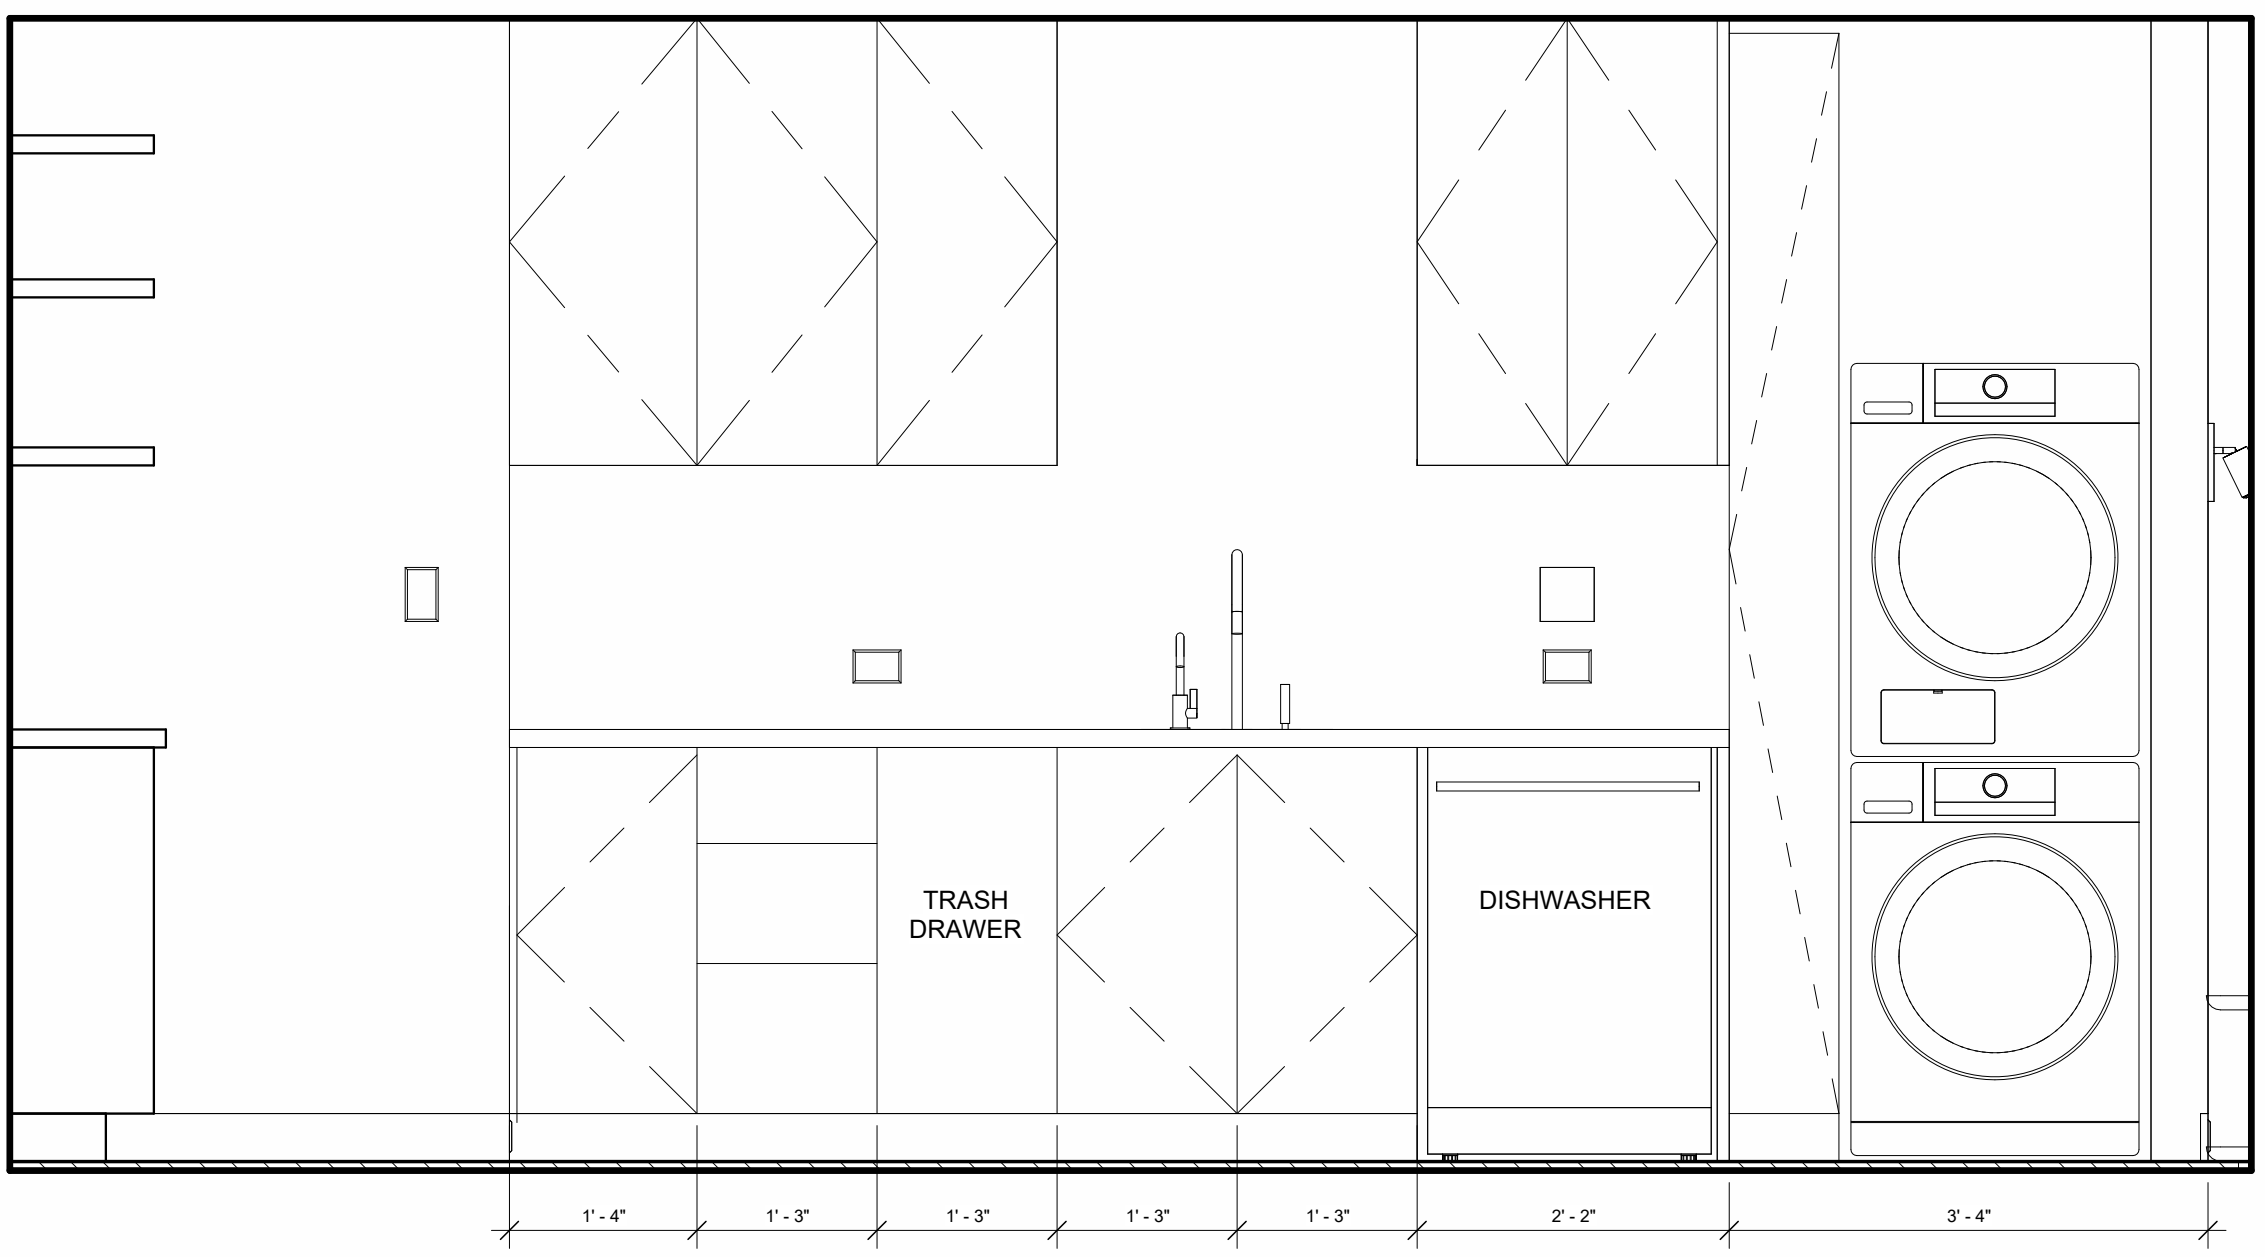 TRASH
DRAWER
DISHWASHER
1' - 4"
1' - 3"
1' - 3"
1' - 3"
1' - 3"
2' - 2"
3' - 4"